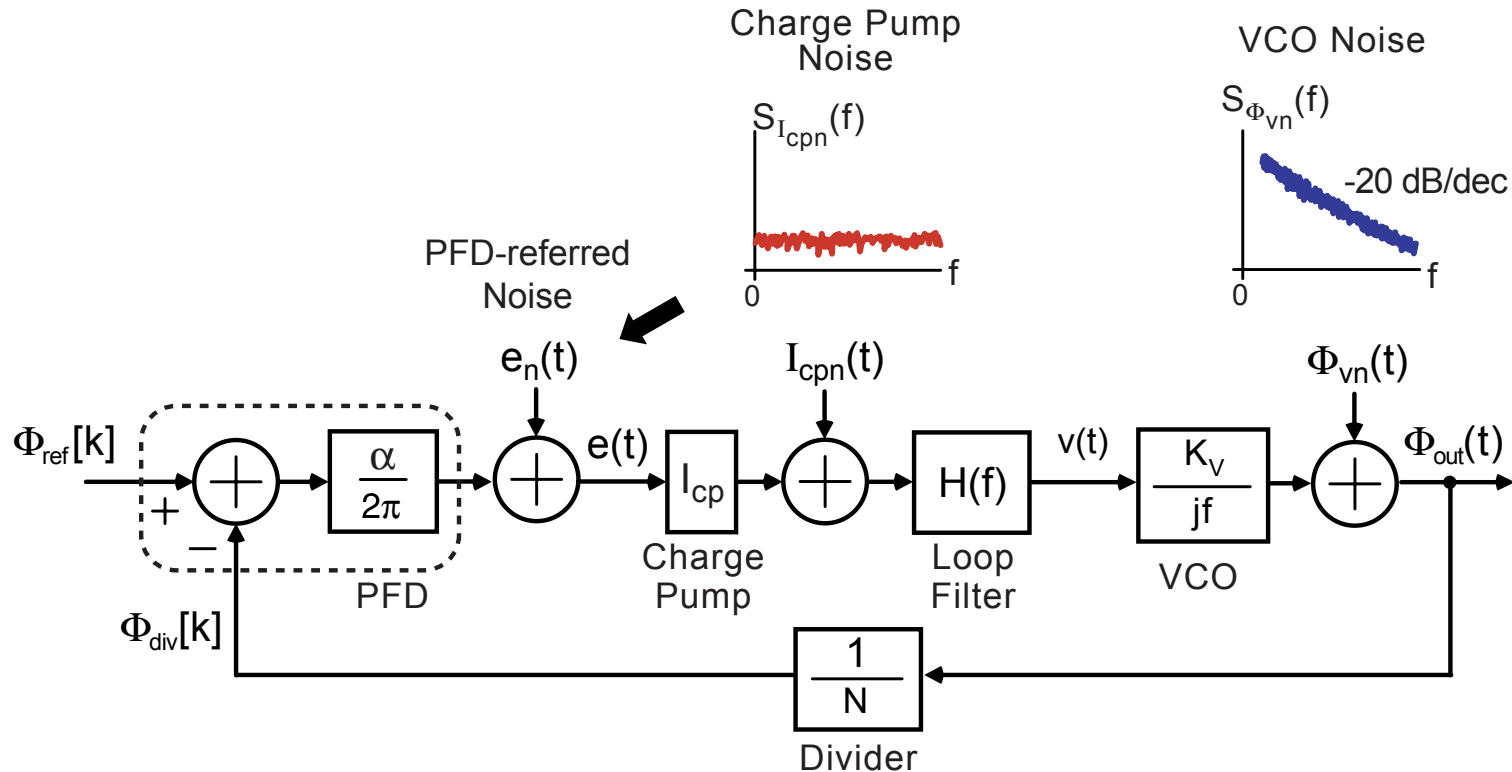 Charge Pump
Noise
VCO Noise
S_Icpn(f)
S_Φvn(f)
-20 dB/dec
f
0
f
0
PFD-referred
Noise
e_n(t)
I_cpn(t)
Φ_vn(t)
Φ_ref[k]
α
2π
e(t)
I_cp
H(f)
v(t)
K_V
jf
Φ_out(t)
+
−
PFD
Charge
Pump
Loop
Filter
VCO
Φ_div[k]
1
N
Divider